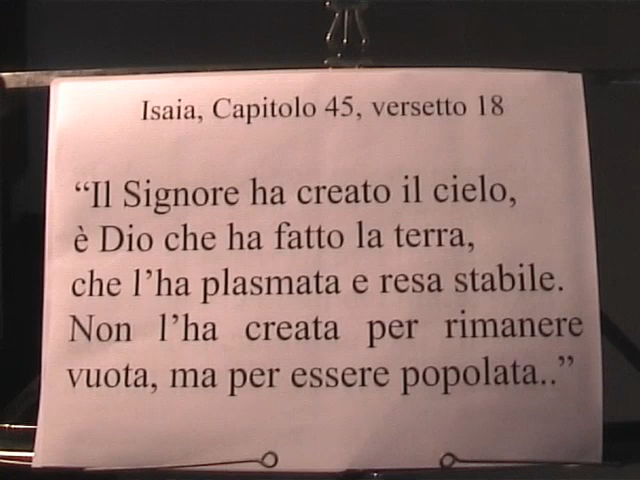 Isaia, Capitolo 45, versetto 18
“Il Signore ha creato il cielo,
è Dio che ha fatto la terra,
che l’ha plasmata e resa stabile.
Non l’ha creata per rimanere
vuota, ma per essere popolata..”